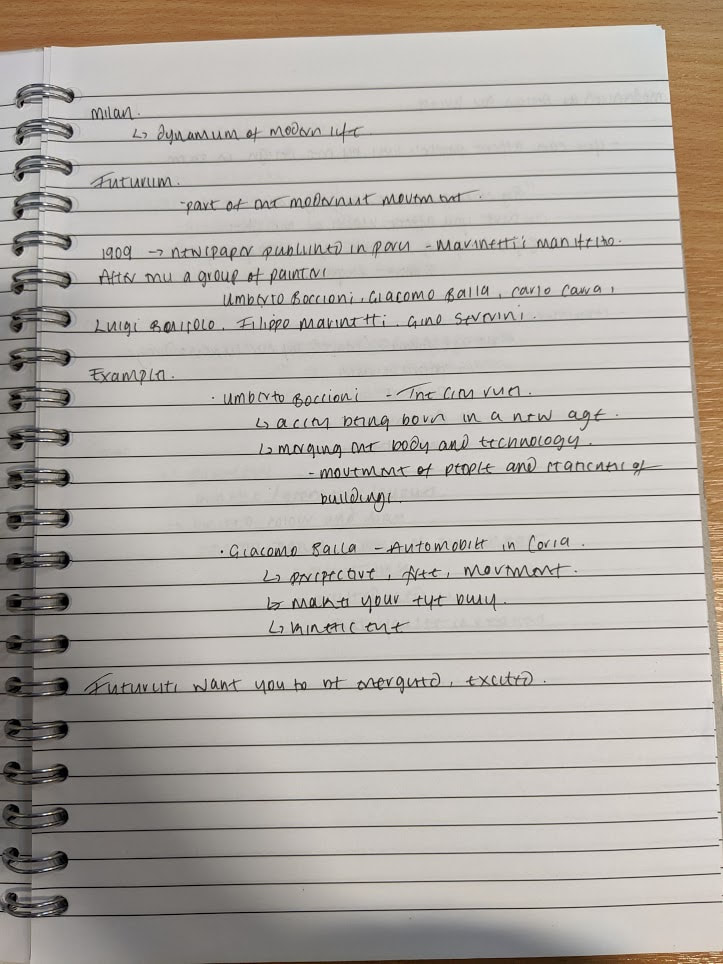 Milan.
↳ dynamism of modern life
Futurism.
-part of the modernist movement.
1909 → newspaper published in paris - Marinetti's manifesto.
After this a group of painters
Umberto Boccioni, Giacomo Balla, Carlo Carra,
Luigi Russolo, Filippo Marinetti, Gino Severini.
Examples.
· Umberto Boccioni - The city rises.
↳ a city being born in a new age.
↳ merging the body and technology.
- movement of people and staticness of
buildings.
· Giacomo Balla - Automobile in Corsa.
↳ perspective, movement.
↳ makes your eye busy.
↳ kinetic eye
Futurists want you to be energised, excited.